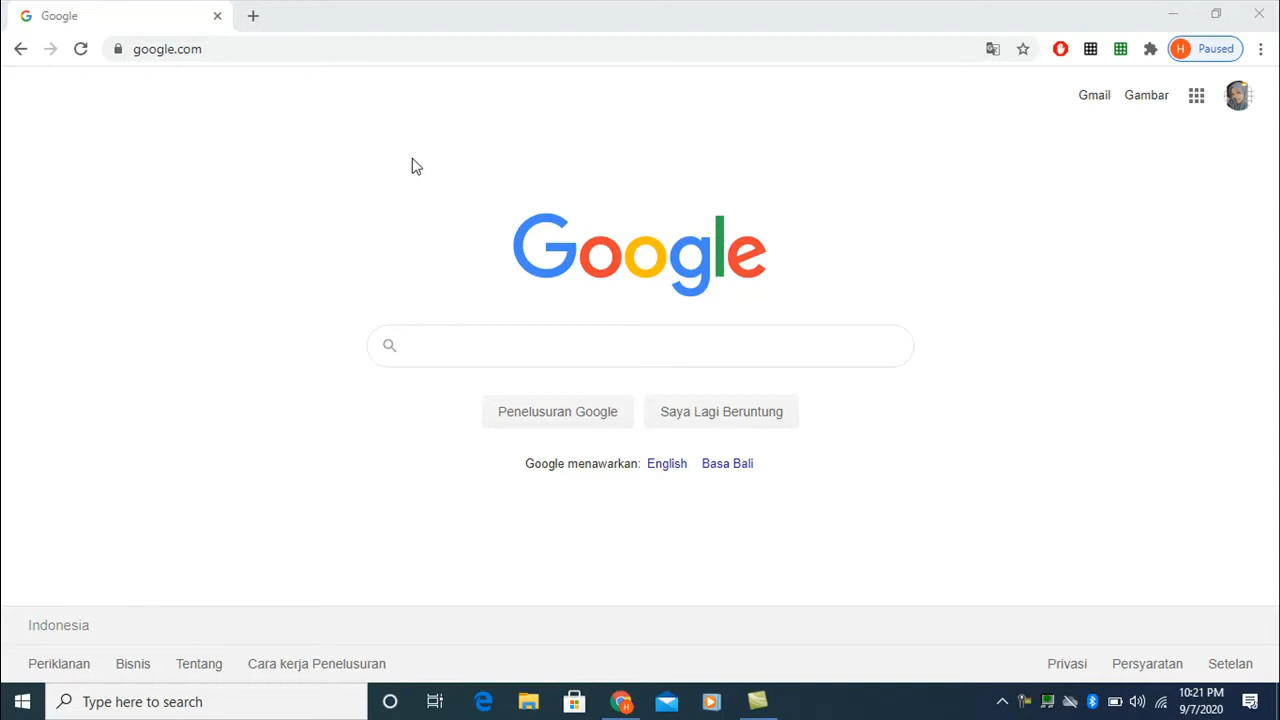 Google
google.com
H Paused
Gmail Gambar
Google
Penelusuran Google Saya Lagi Beruntung
Google menawarkan: English Basa Bali
Indonesia
Periklanan Bisnis Tentang Cara kerja Penelusuran Privasi Persyaratan Setelan
Type here to search
10:21 PM
9/7/2020